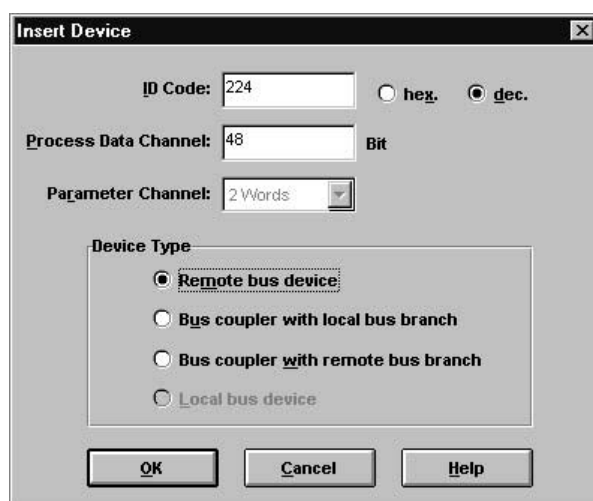 Insert Device
ID Code: 224 hex. dec.
Process Data Channel: 48 Bit
Parameter Channel: 2 Words
Device Type
Remote bus device
Bus coupler with local bus branch
Bus coupler with remote bus branch
Local bus device
OK Cancel Help